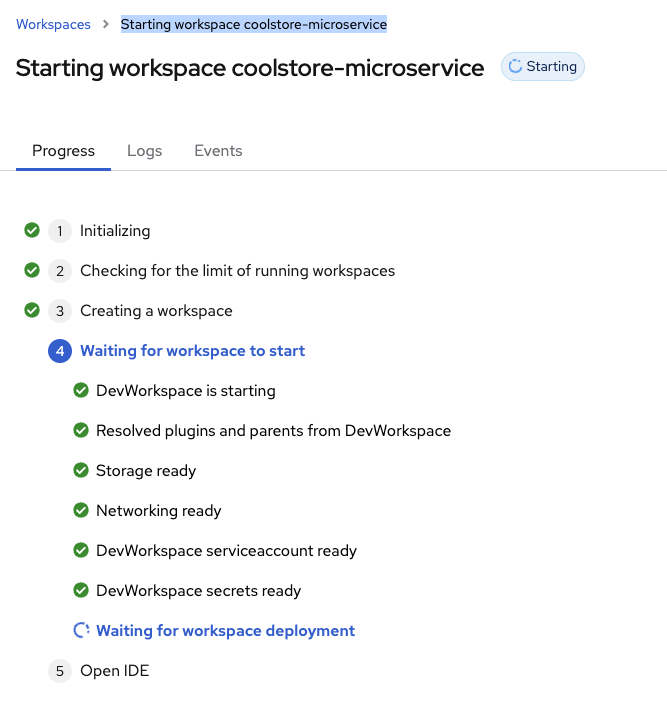 Workspaces > Starting workspace coolstore-microservice
Starting workspace coolstore-microservice Starting
Progress Logs Events
1 Initializing
2 Checking for the limit of running workspaces
3 Creating a workspace
4 Waiting for workspace to start
DevWorkspace is starting
Resolved plugins and parents from DevWorkspace
Storage ready
Networking ready
DevWorkspace serviceaccount ready
DevWorkspace secrets ready
Waiting for workspace deployment
5 Open IDE